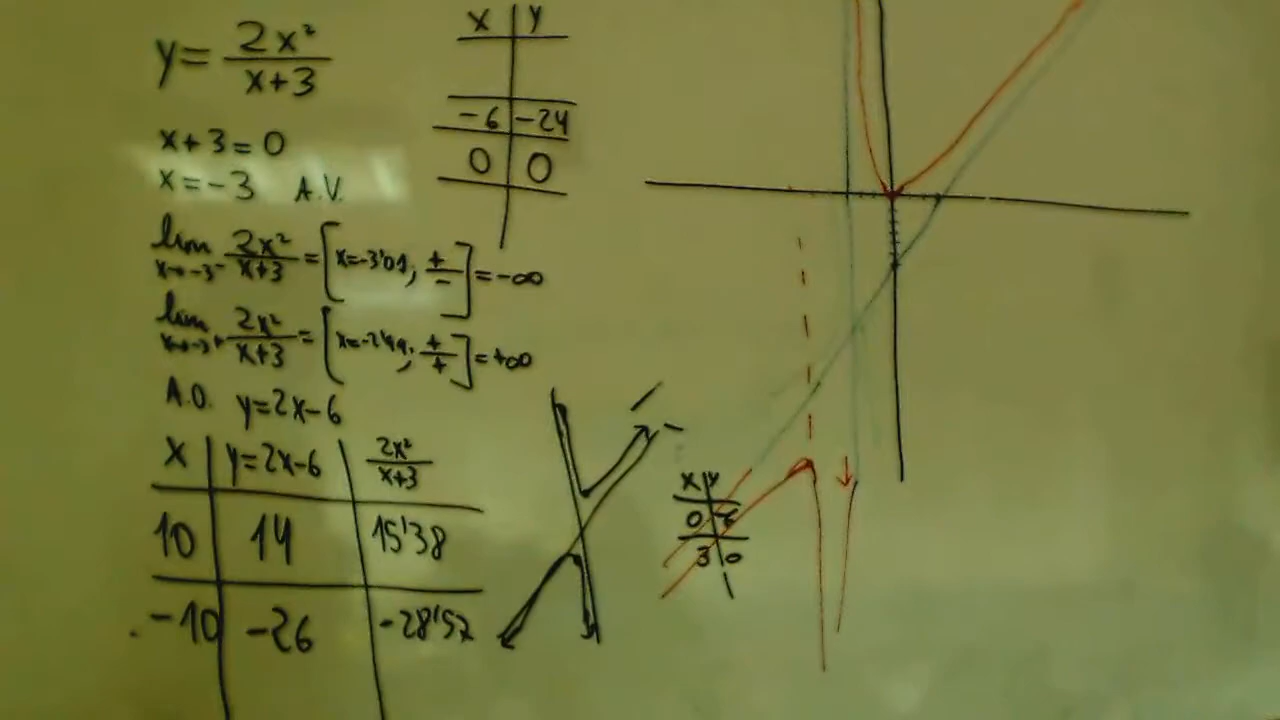 y = 2x² / x+3
x + 3 = 0
x = -3 A.V.
lim x→-3⁻ 2x² / x+3 = [x=-3'01, + / -] = -∞
lim x→-3⁺ 2x² / x+3 = [x=-2'99, + / +] = +∞
A.O. y=2x-6
x y=2x-6 2x² / x+3
10 14 15'38
-10 -26 -28'57
x y
-6 -24
0 0
x y
0 -6
3 0